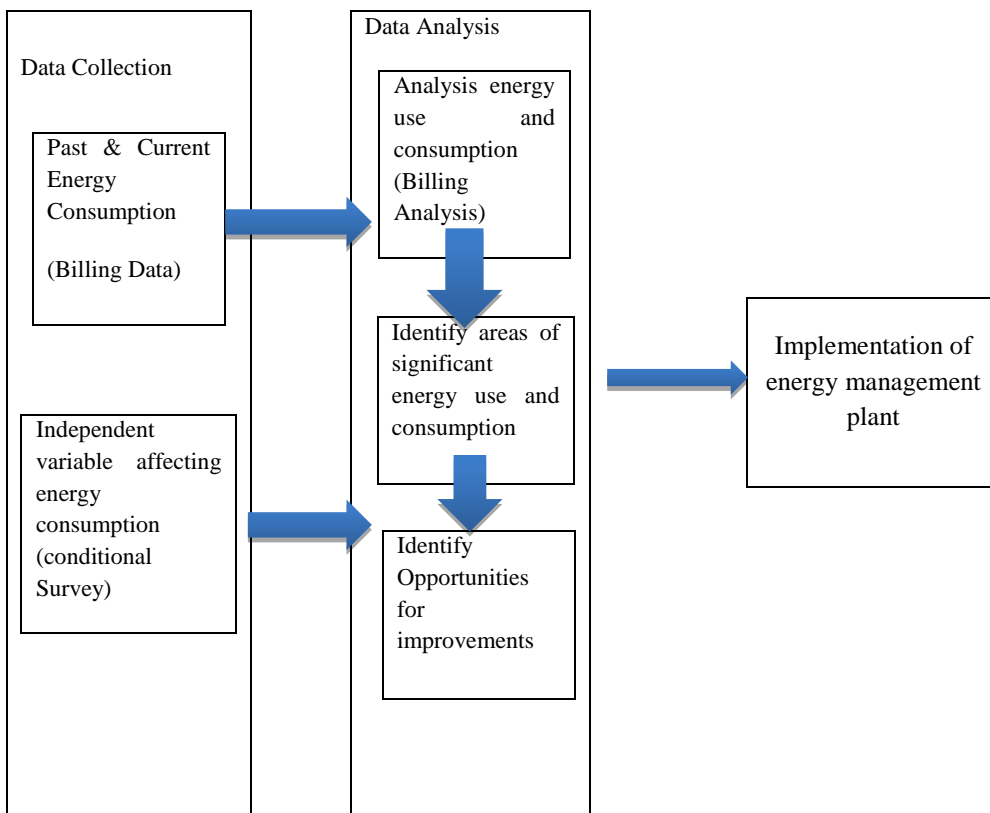 Data Collection
Past & Current
Energy
Consumption
(Billing Data)
Independent
variable affecting
energy
consumption
(conditional
Survey)
Data Analysis
Analysis energy
use and
consumption
(Billing
Analysis)
Identify areas of
significant
energy use and
consumption
Identify
Opportunities
for
improvements
Implementation of
energy management
plant